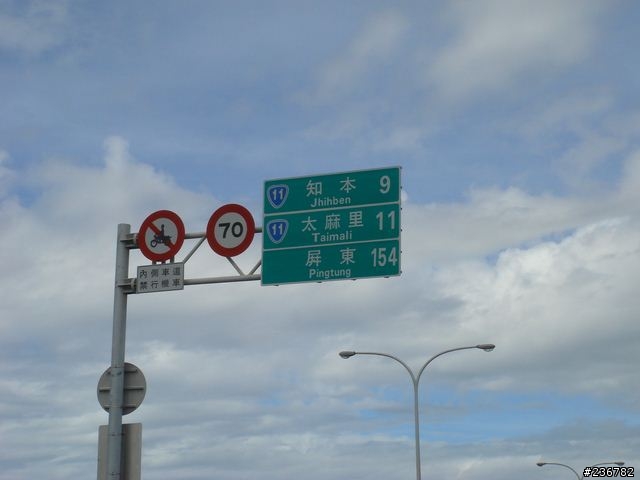 內側車道
禁行機車
70
11 知本 9
Jhihben
11 太麻里 11
Taimali
屏東 154
Pingtung
#236782